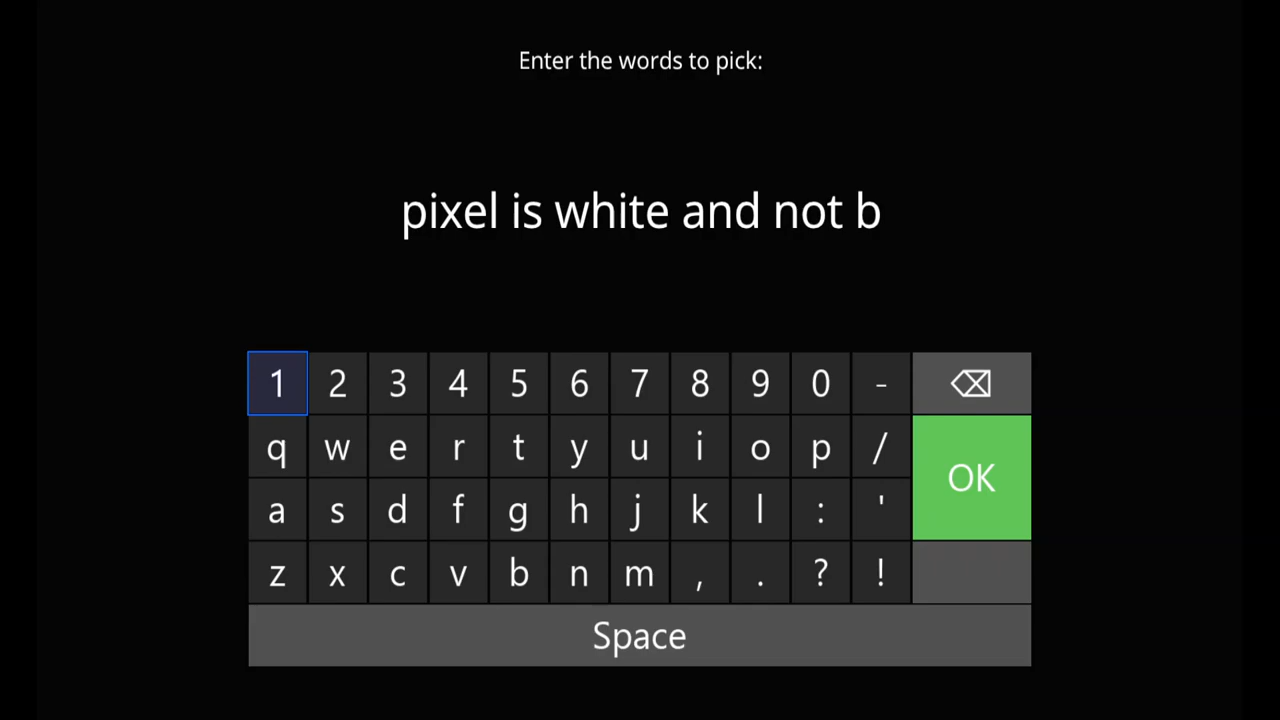 Enter the words to pick:
pixel is white and not b
1 2 3 4 5 6 7 8 9 0 - ⌫
q w e r t y u i o p /
OK
a s d f g h j k l : '
z x c v b n m , . ? !
Space